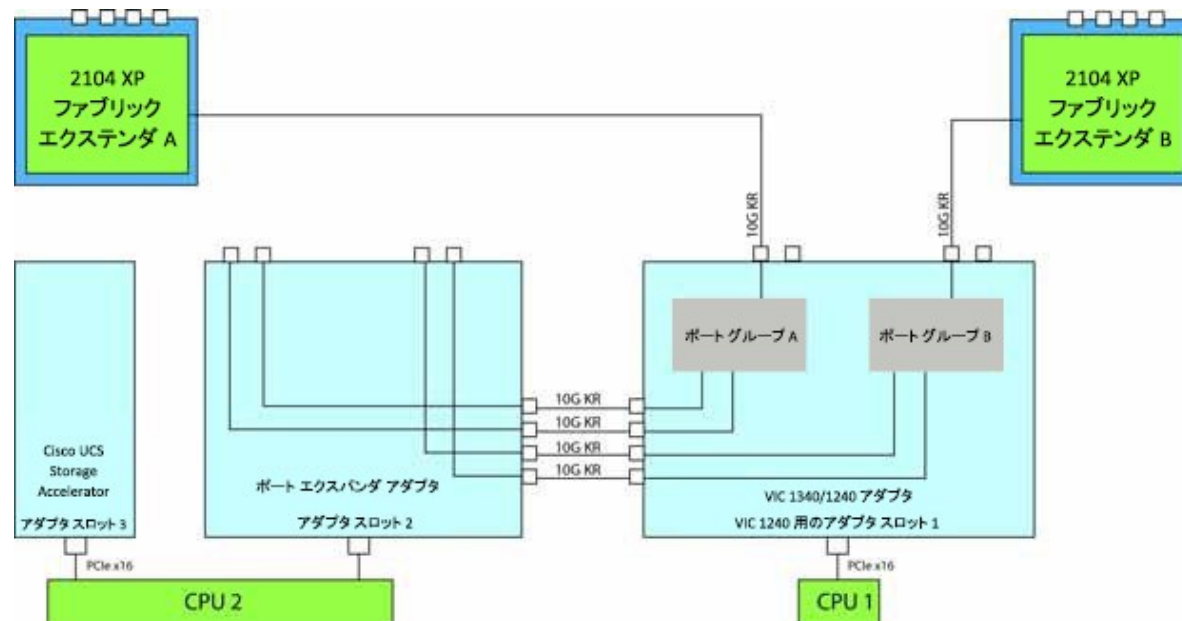 2104 XP
ファブリック
エクステンダ A
2104 XP
ファブリック
エクステンダ B
10G KR
10G KR
ポート グループ A
ポート グループ B
10G KR
10G KR
10G KR
10G KR
Cisco UCS
Storage
Accelerator
アダプタ スロット 3
ポート エクスパンダ アダプタ
アダプタ スロット 2
VIC 1340/1240 アダプタ
VIC 1240 用のアダプタ スロット 1
PCIe x16
PCIe x16
CPU 2
CPU 1